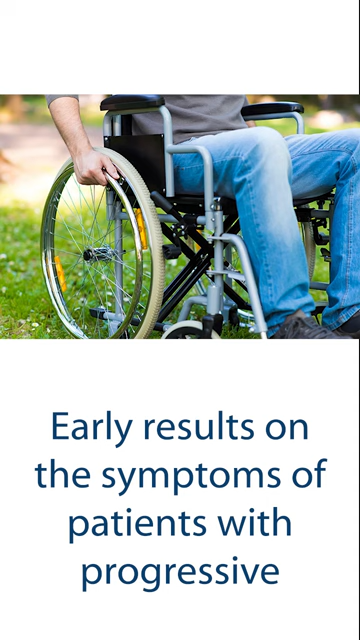 Early results on
the symptoms of
patients with
progressive